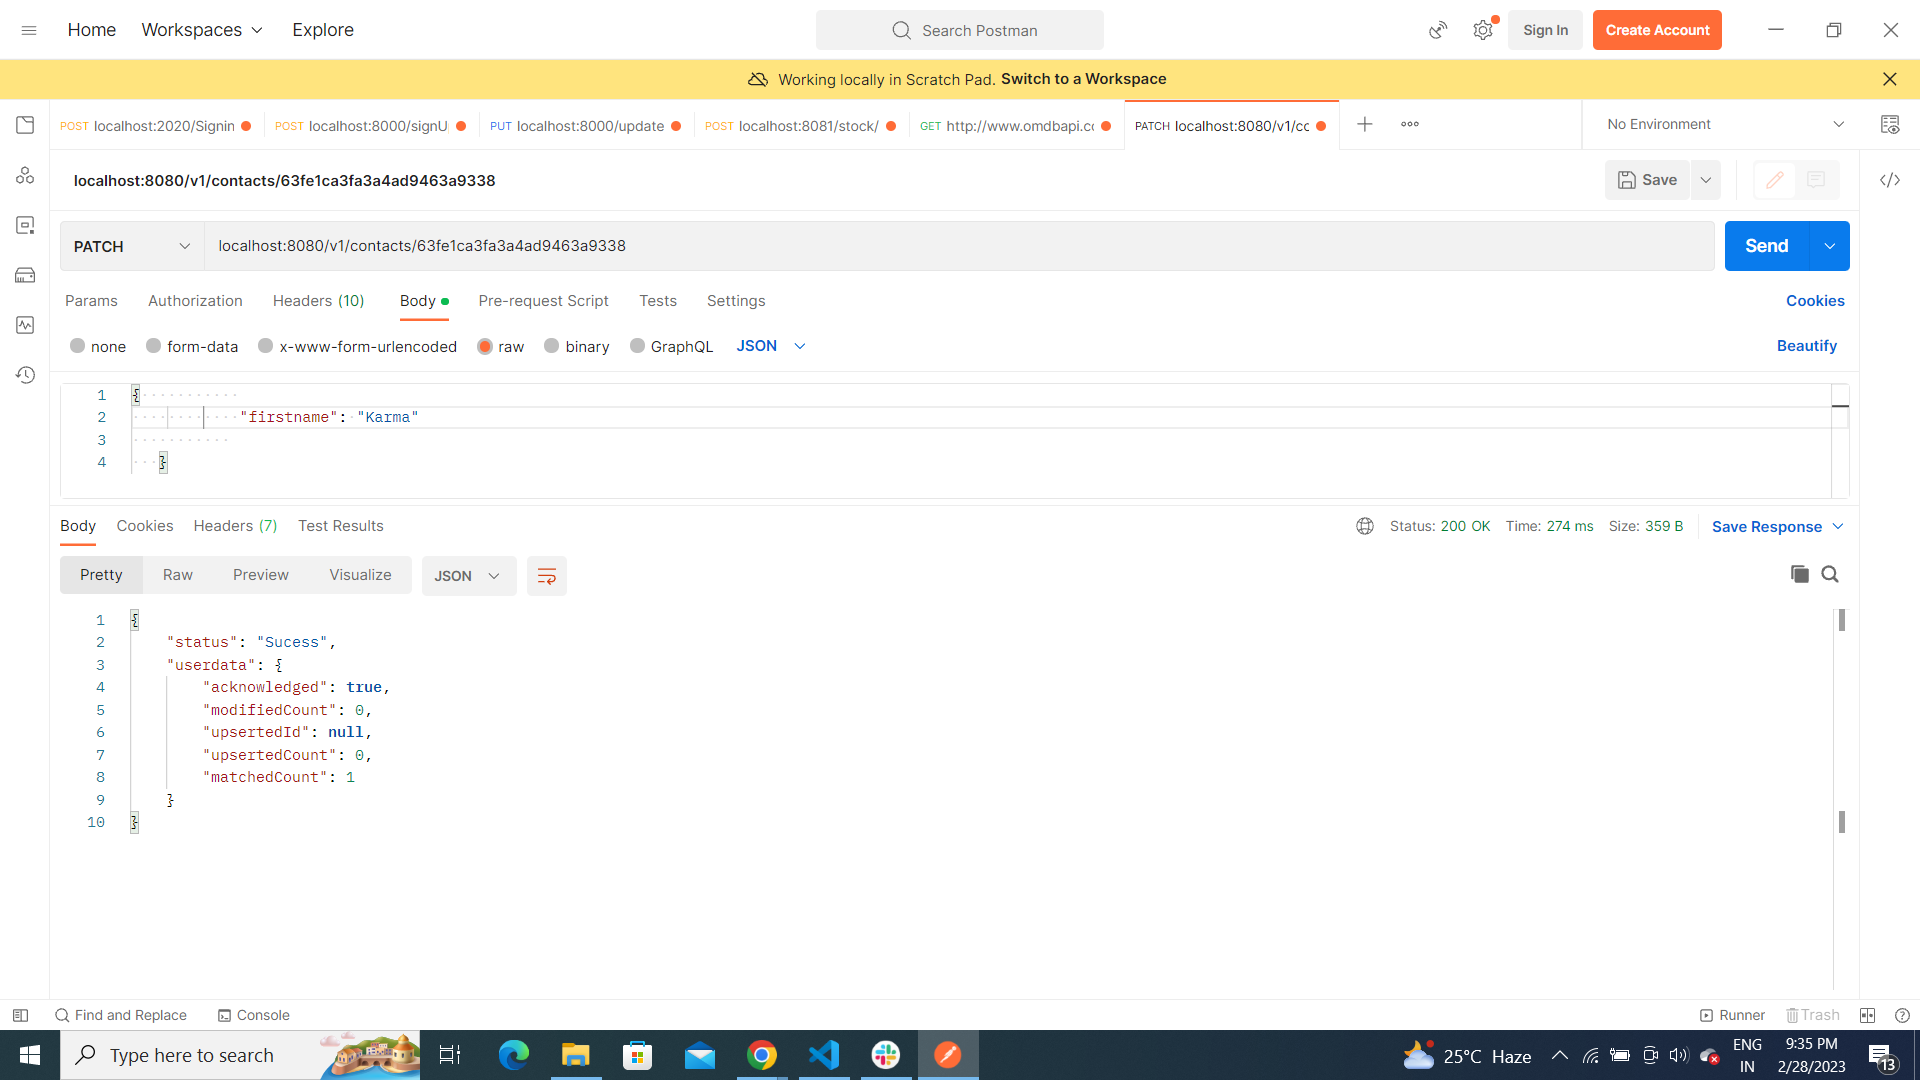 Home Workspaces Explore Search Postman Sign In Create Account
Working locally in Scratch Pad. Switch to a Workspace
POST localhost:2020/Signin POST localhost:8000/signU PUT localhost:8000/update POST localhost:8081/stock/ GET http://www.omdbapi.cc PATCH localhost:8080/v1/cc No Environment
localhost:8080/v1/contacts/63fe1ca3fa3a4ad9463a9338 Save
PATCH localhost:8080/v1/contacts/63fe1ca3fa3a4ad9463a9338 Send
Params Authorization Headers (10) Body Pre-request Script Tests Settings Cookies
none form-data x-www-form-urlencoded raw binary GraphQL JSON Beautify
1 {
2 "firstname": "Karma"
3
4 }
Body Cookies Headers (7) Test Results Status: 200 OK Time: 274 ms Size: 359 B Save Response
Pretty Raw Preview Visualize JSON
1 {
2 "status": "Sucess",
3 "userdata": {
4 "acknowledged": true,
5 "modifiedCount": 0,
6 "upsertedId": null,
7 "upsertedCount": 0,
8 "matchedCount": 1
9 }
10 }
Find and Replace Console Runner Trash
Type here to search 25°C Haze ENG IN 9:35 PM 2/28/2023 13